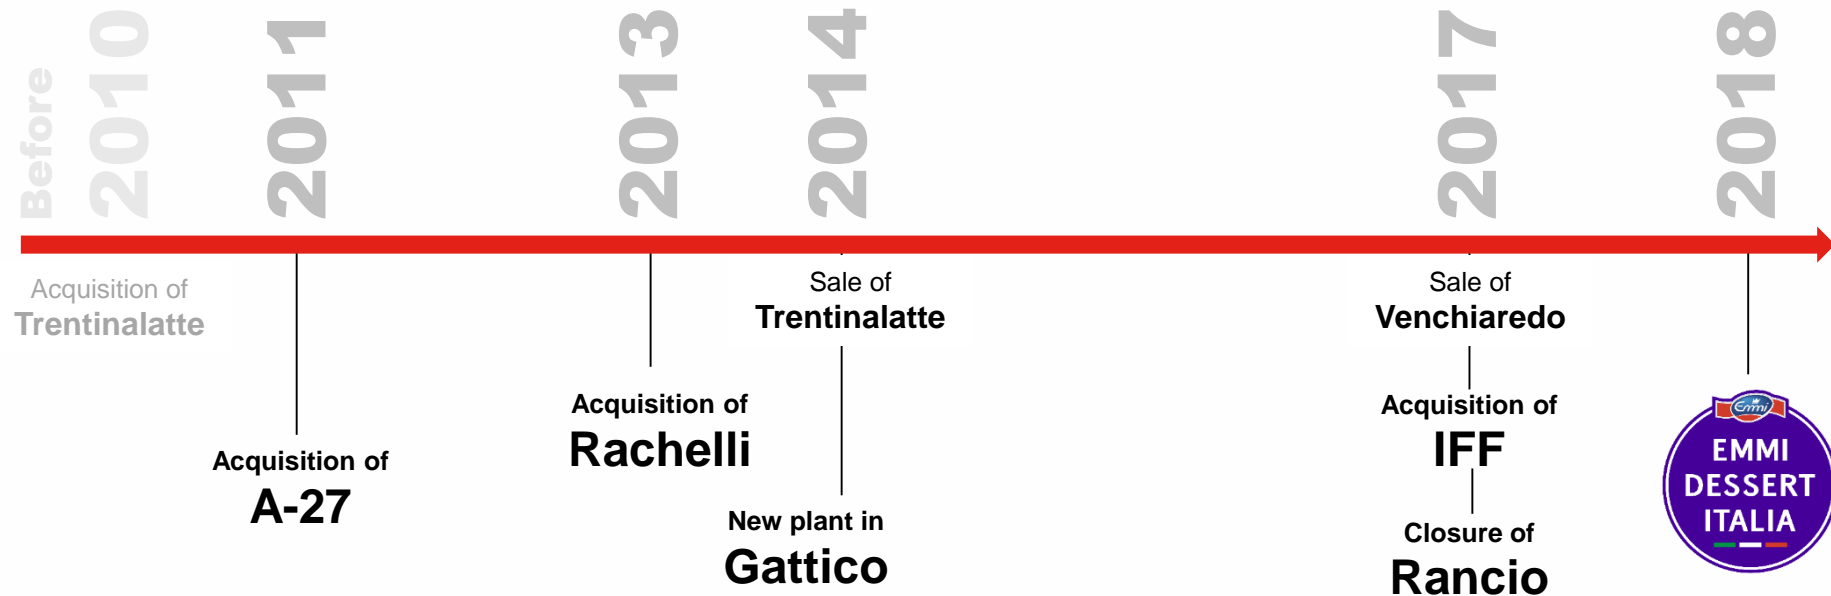 Before
2010
2011
2013
2014
2017
2018
Acquisition of
Trentinalatte
Acquisition of
A-27
Acquisition of
Rachelli
Sale of
Trentinalatte
New plant in
Gattico
Sale of
Venchiaredo
Acquisition of
IFF
Closure of
Rancio
Emmi
EMMI
DESSERT
ITALIA